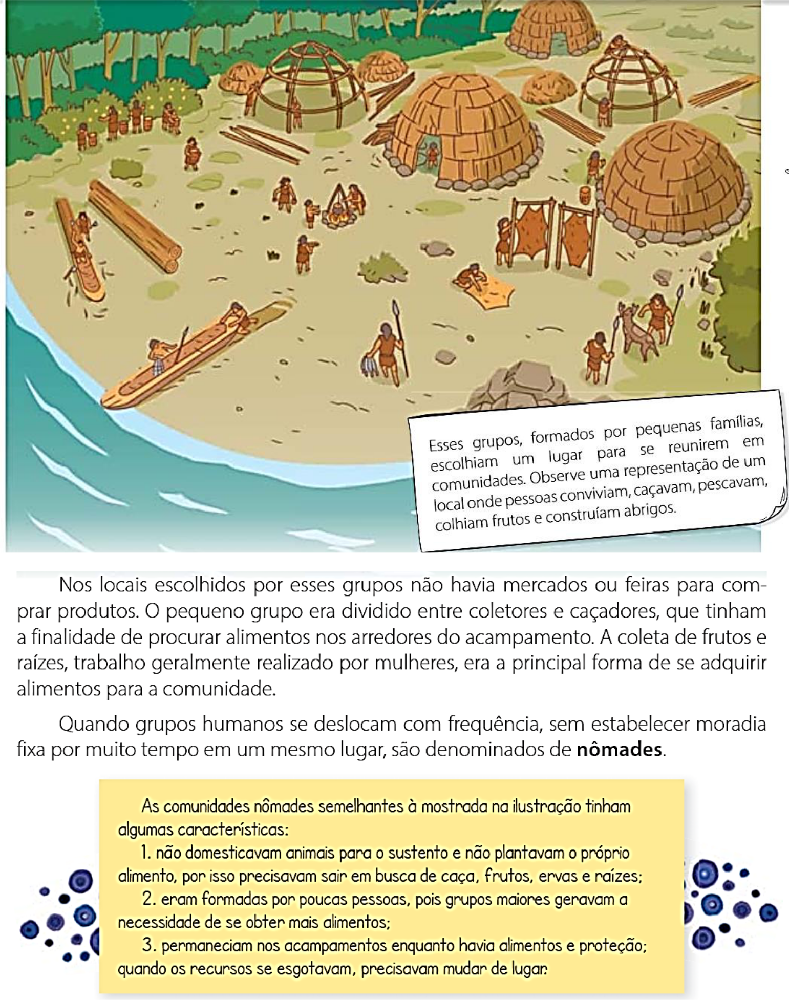 Esses grupos, formados por pequenas famílias,
escolhiam um lugar para se reunirem em
comunidades. Observe uma representação de um
local onde pessoas conviviam, caçavam, pescavam,
colhiam frutos e construíam abrigos.
Nos locais escolhidos por esses grupos não havia mercados ou feiras para com-
prar produtos. O pequeno grupo era dividido entre coletores e caçadores, que tinham
a finalidade de procurar alimentos nos arredores do acampamento. A coleta de frutos e
raízes, trabalho geralmente realizado por mulheres, era a principal forma de se adquirir
alimentos para a comunidade.
Quando grupos humanos se deslocam com frequência, sem estabelecer moradia
fixa por muito tempo em um mesmo lugar, são denominados de nômades.
As comunidades nômades semelhantes à mostrada na ilustração tinham
algumas características:
1. não domesticavam animais para o sustento e não plantavam o próprio
alimento, por isso precisavam sair em busca de caça, frutos, ervas e raízes;
2. eram formadas por poucas pessoas, pois grupos maiores geravam a
necessidade de se obter mais alimentos;
3. permaneciam nos acampamentos enquanto havia alimentos e proteção;
quando os recursos se esgotavam, precisavam mudar de lugar.